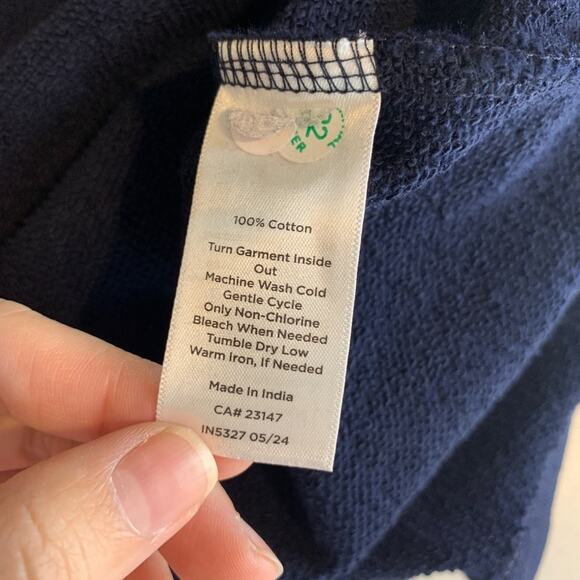 22
100% Cotton
Turn Garment Inside
Out
Machine Wash Cold
Gentle Cycle
Only Non-Chlorine
Bleach When Needed
Tumble Dry Low
Warm iron, If Needed
Made in India
CA# 23147
IN5327 05/24